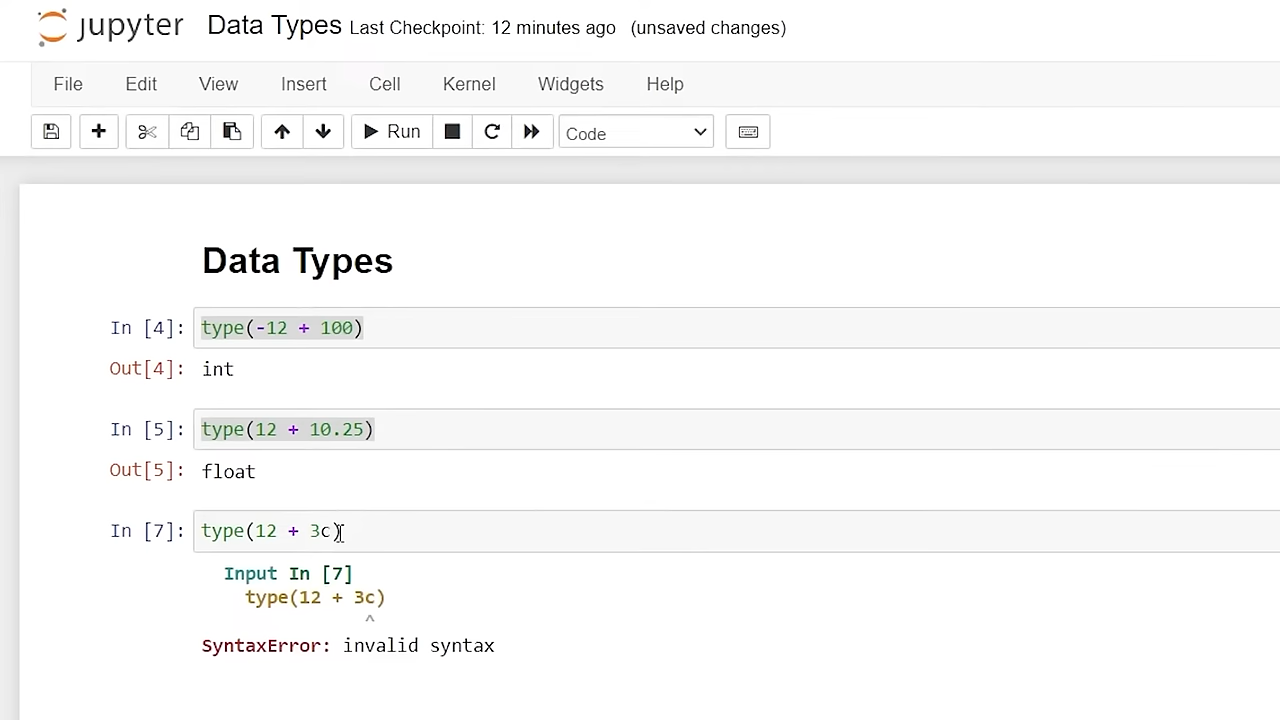 jupyter Data Types Last Checkpoint: 12 minutes ago (unsaved changes)
File Edit View Insert Cell Kernel Widgets Help
Run Code
Data Types
In [4]: type(-12 + 100)
Out[4]: int
In [5]: type(12 + 10.25)
Out[5]: float
In [7]: type(12 + 3c)
Input In [7]
type(12 + 3c)
^
SyntaxError: invalid syntax